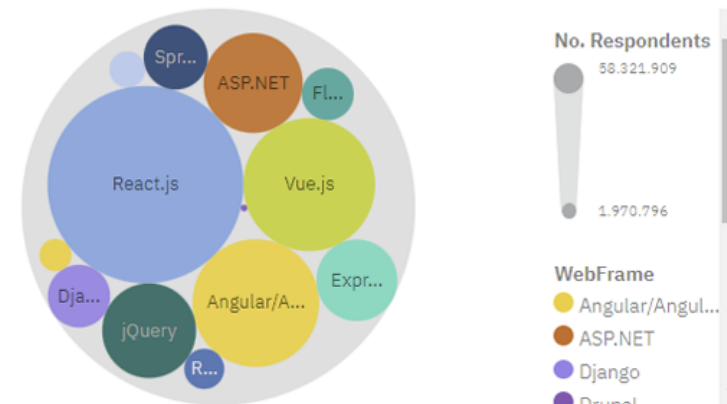 Spr...
ASP.NET
Fl...
React.js
Vue.js
Dja...
jQuery
Angular/A...
Expr...
R...
No. Respondents
58.321.909
1.970.796
WebFrame
Angular/Angul...
ASP.NET
Django
Drupal